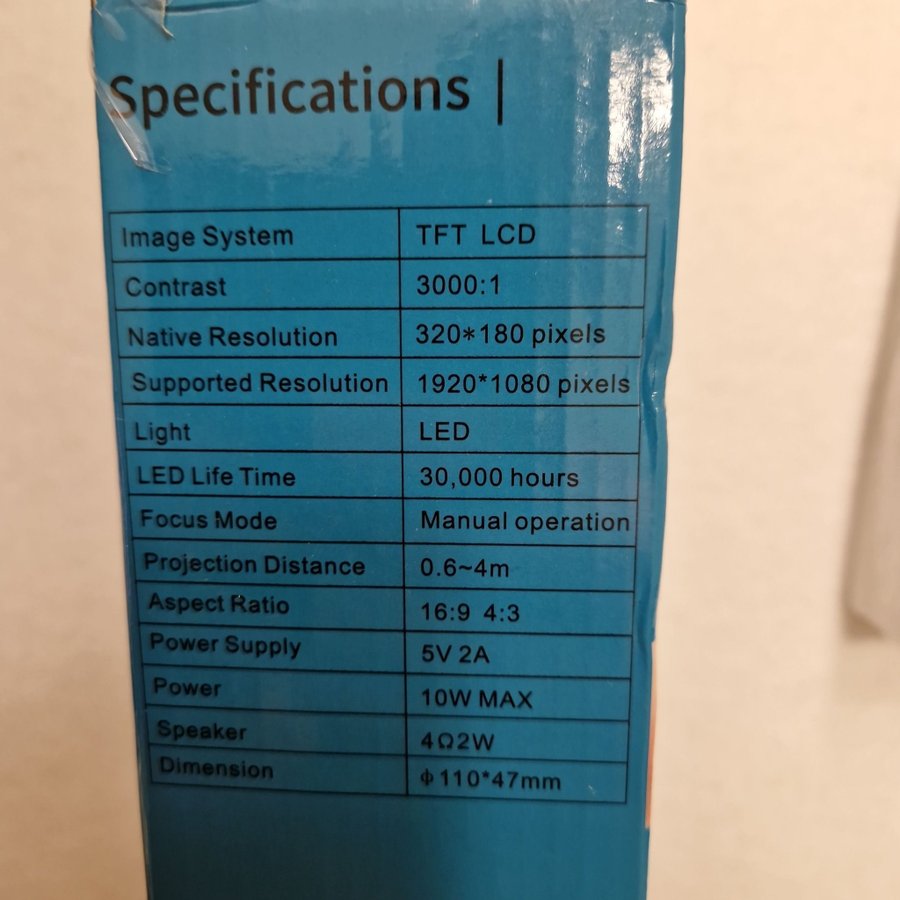 Specifications |
Image System TFT LCD
Contrast 3000:1
Native Resolution 320*180 pixels
Supported Resolution 1920*1080 pixels
Light LED
LED Life Time 30,000 hours
Focus Mode Manual operation
Projection Distance 0.6~4m
Aspect Ratio 16:9 4:3
Power Supply 5V 2A
Power 10W MAX
Speaker 4Ω2W
Dimension ϕ110*47mm